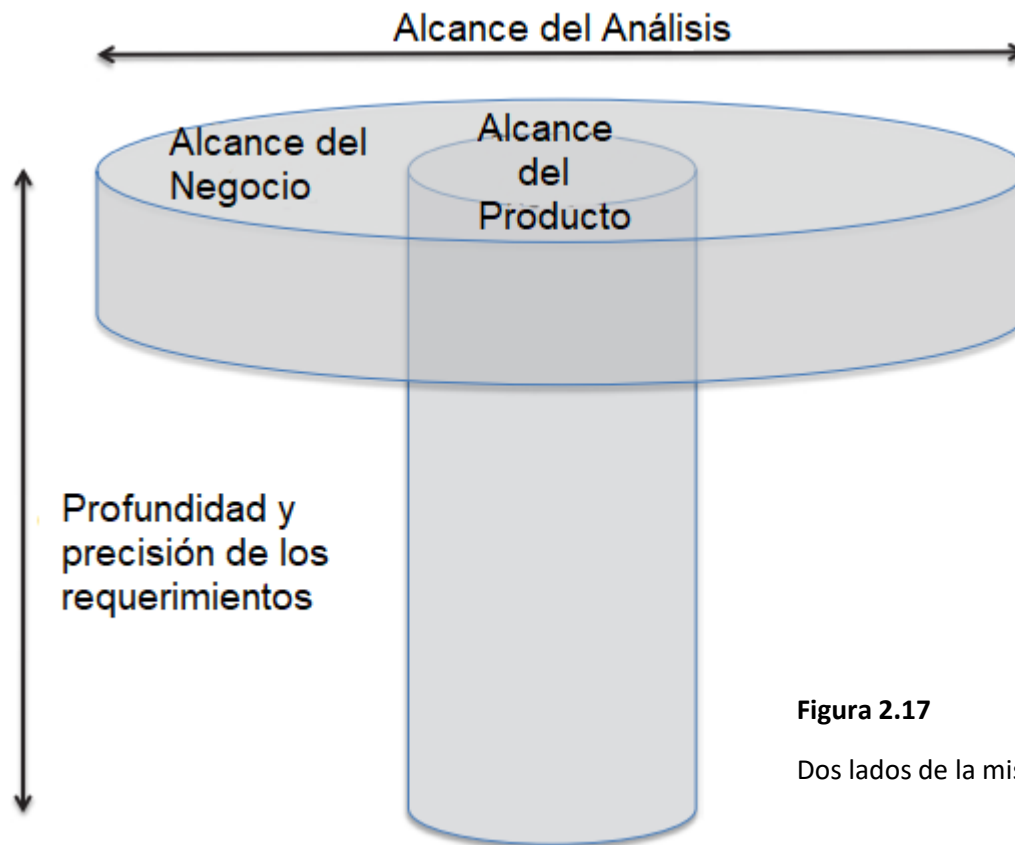 Alcance del Análisis
Alcance del
Negocio
Alcance
del
Producto
Profundidad y
precisión de los
requerimientos
Figura 2.17
Dos lados de la